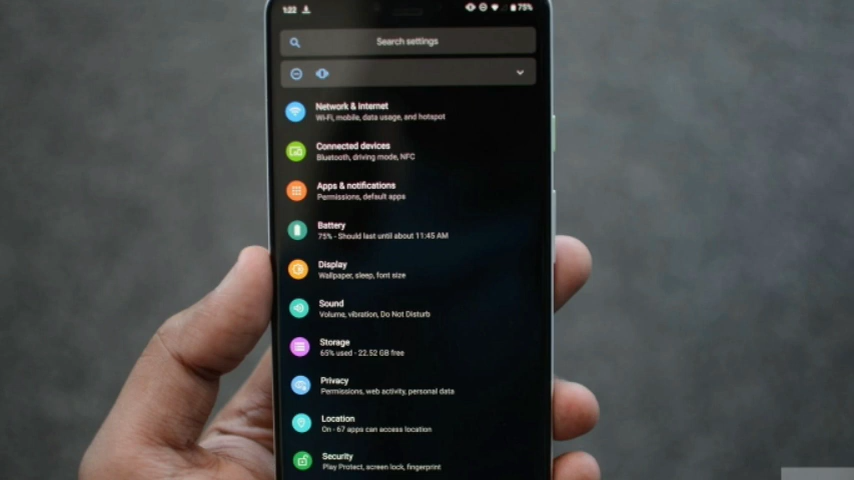 1:22
75%
Search settings
Network & internet
Wi-Fi, mobile, data usage, and hotspot
Connected devices
Bluetooth, driving mode, NFC
Apps & notifications
Permissions, default apps
Battery
75% - Should last until about 11:45 AM
Display
Wallpaper, sleep, font size
Sound
Volume, vibration, Do Not Disturb
Storage
65% used - 22.52 GB free
Privacy
Permissions, web activity, personal data
Location
On - 67 apps can access location
Security
Play Protect, screen lock, fingerprint